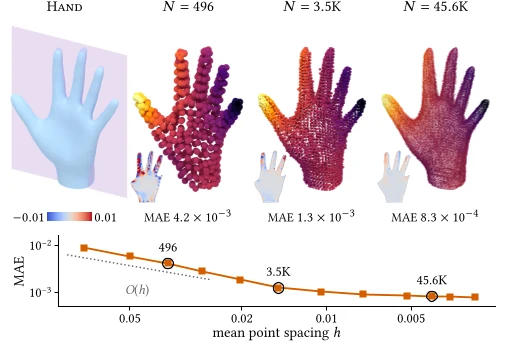 HAND N = 496 N = 3.5K N = 45.6K
−0.01 0.01 MAE 4.2 × 10⁻³ MAE 1.3 × 10⁻³ MAE 8.3 × 10⁻⁴
10⁻²
10⁻³
MAE
496
3.5K
45.6K
O(h)
0.05 0.02 0.01 0.005
mean point spacing h